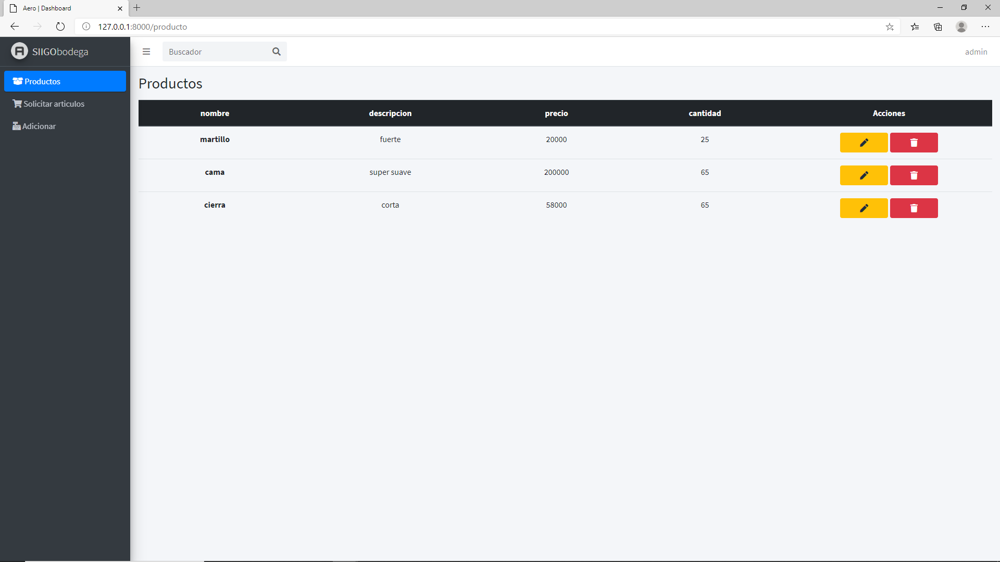 Aero | Dashboard
127.0.0.1:8000/producto
SIIGObodega
Buscador
admin
Productos
Solicitar articulos
Adicionar
Productos
nombre descripcion precio cantidad Acciones
martillo fuerte 20000 25
cama super suave 200000 65
cierra corta 58000 65